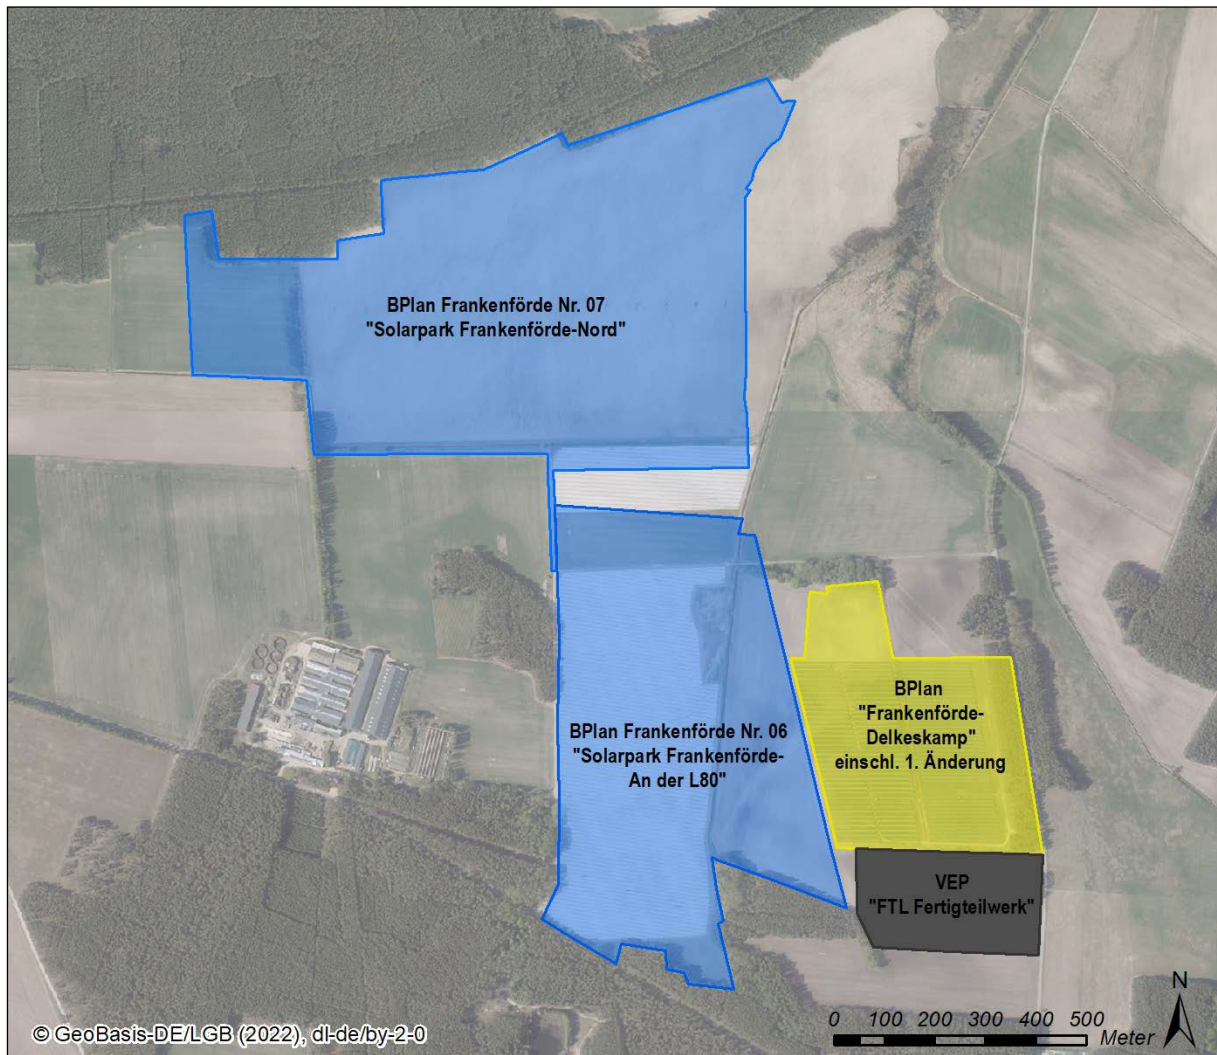 BPlan Frankenförde Nr. 07
"Solarpark Frankenförde-Nord"
BPlan
"Frankenförde-
Delkeskamp"
einschl. 1. Änderung
BPlan Frankenförde Nr. 06
"Solarpark Frankenförde-
An der L80"
VEP
"FTL Fertigteilwerk"
N
0 100 200 300 400 500
Meter
© GeoBasis-DE/LGB (2022), dl-de/by-2-0